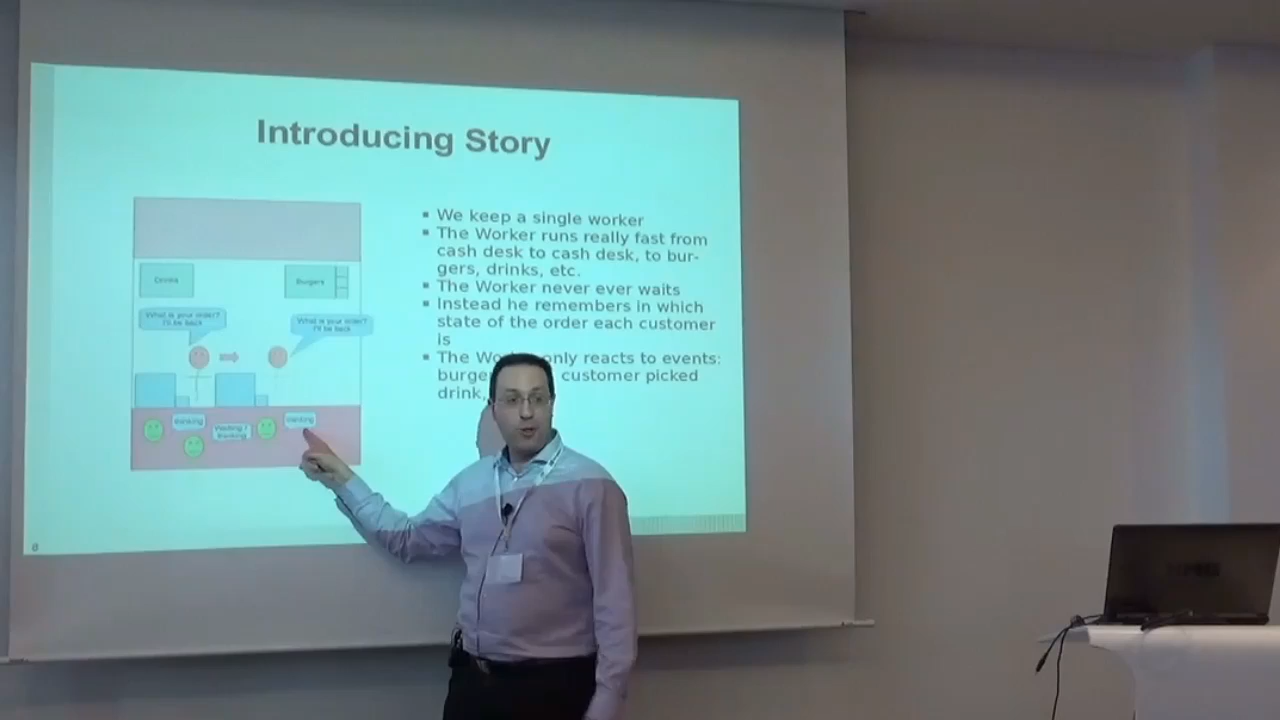 Introducing Story
We keep a single worker
The Worker runs really fast from
cash desk to cash desk, to bur-
gers, drinks, etc.
The Worker never ever waits
Instead he remembers in which
state of the order each customer
is
The only reacts to events:
customer picked
drink,
Drinks
Burgers
What is your order?
I'll be back
What is your order?
I'll be back
thinking
Waiting /
thinking
thinking